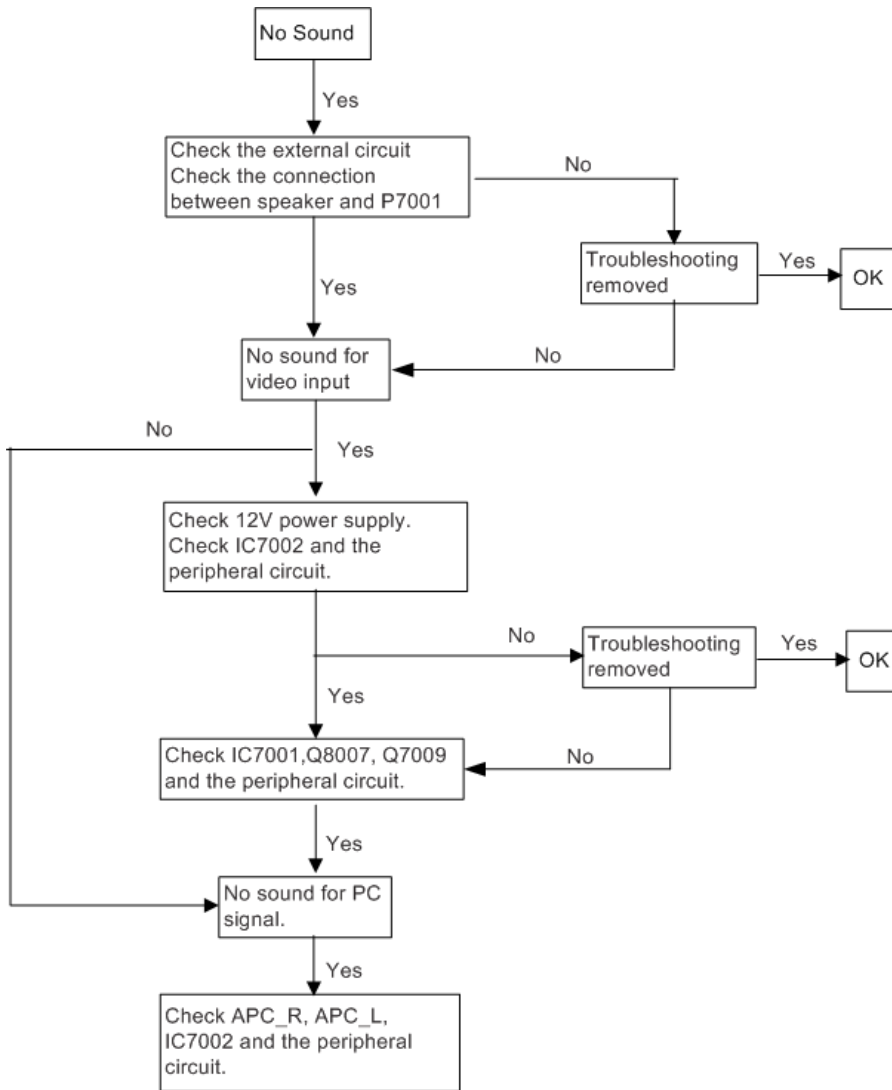 No Sound
Yes
Check the external circuit
Check the connection
between speaker and P7001
No
Troubleshooting
removed
Yes
OK
Yes
No
No sound for
video input
No
Yes
Check 12V power supply.
Check IC7002 and the
peripheral circuit.
No
Troubleshooting
removed
Yes
OK
Yes
Check IC7001,Q8007, Q7009
and the peripheral circuit.
No
Yes
No sound for PC
signal.
Yes
Check APC_R, APC_L,
IC7002 and the peripheral
circuit.